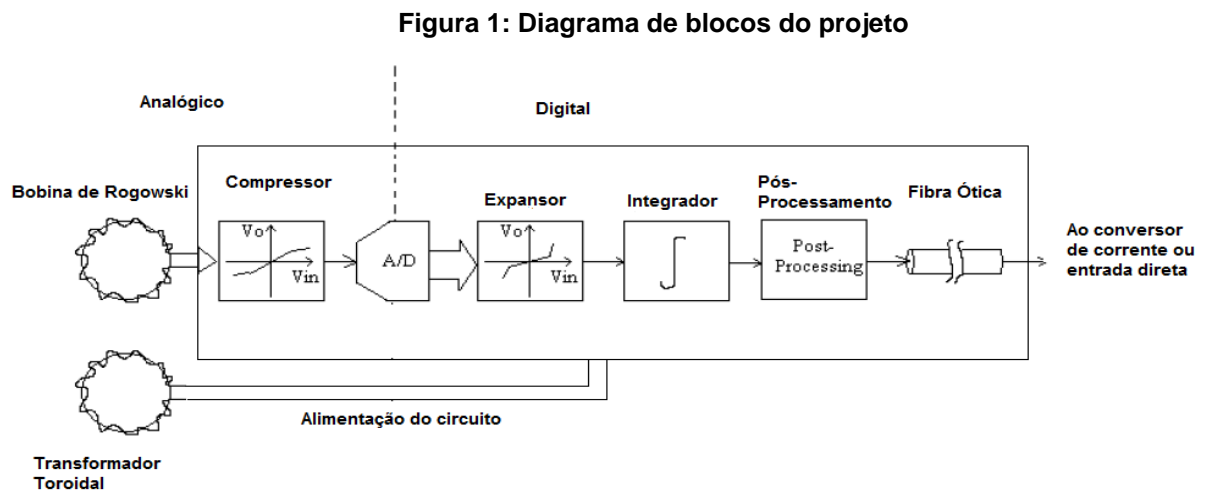 Figura 1: Diagrama de blocos do projeto
Analógico
Digital
Bobina de Rogowski
Compressor
Vo
Vin
A/D
Expansor
Vo
Vin
Integrador
Pós-
Processamento
Post-
Processing
Fibra Ótica
Ao conversor
de corrente ou
entrada direta
Alimentação do circuito
Transformador
Toroidal